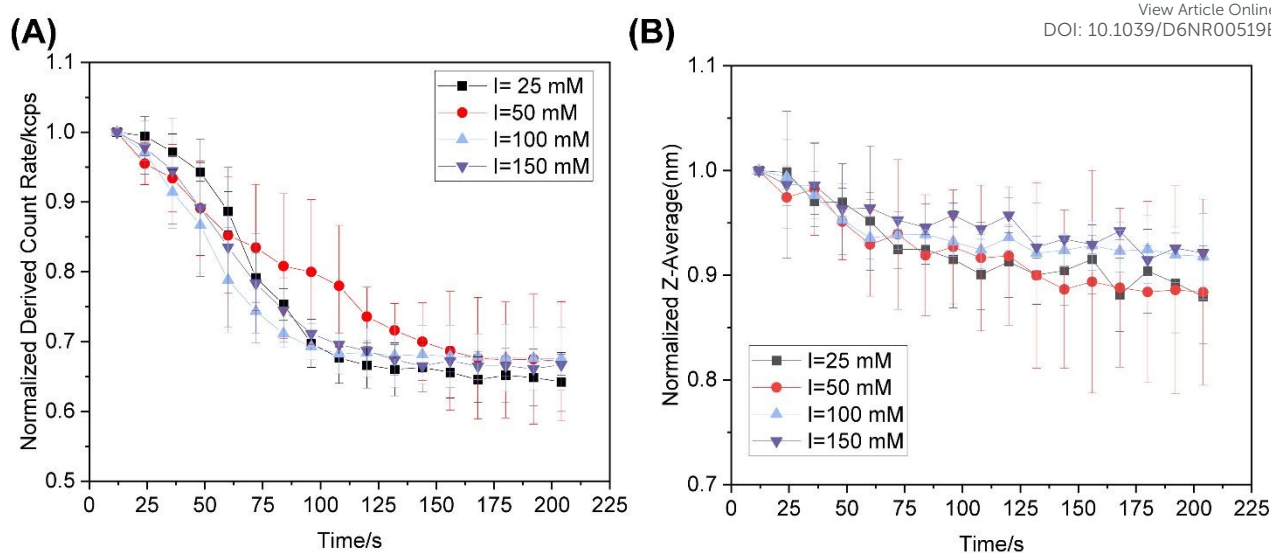 View Article Online
DOI: 10.1039/D6NR00519E
(A)
Normalized Derived Count Rate/kcps
1.1
1.0
0.9
0.8
0.7
0.6
0.5
0 25 50 75 100 125 150 175 200 225
Time/s
I= 25 mM
I=50 mM
I=100 mM
I=150 mM
(B)
Normalized Z-Average(nm)
1.1
1.0
0.9
0.8
0.7
0 25 50 75 100 125 150 175 200 225
Time/s
I=25 mM
I=50 mM
I=100 mM
I=150 mM